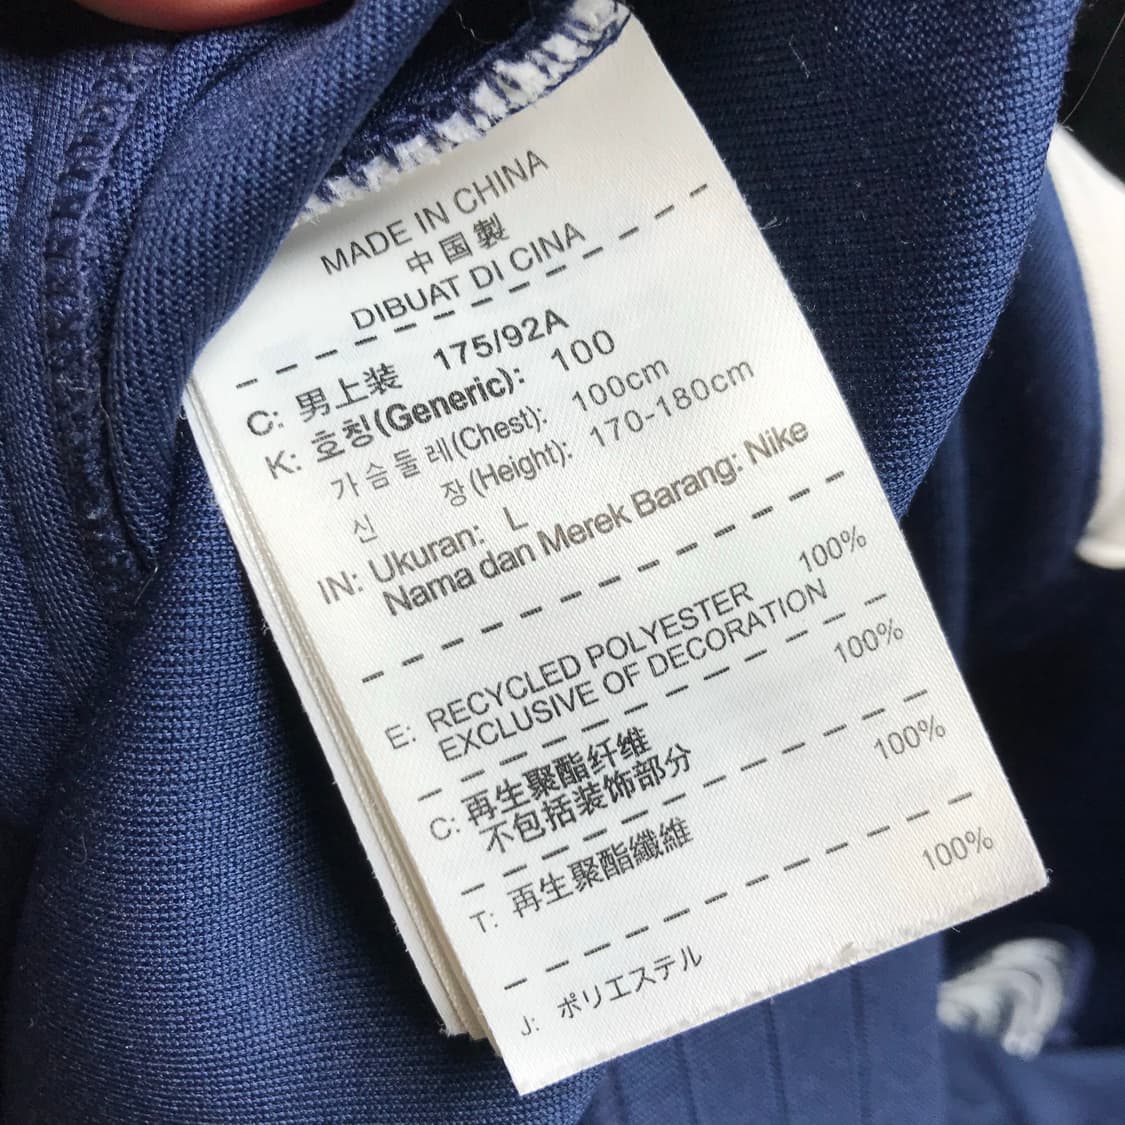 MADE IN CHINA
中国製
DIBUAT DI CINA
C: 男上装 175/92A
K: 호칭(Generic): 100
가슴둘레(Chest): 100cm
신 장(Height): 170-180cm
IN: Ukuran: L
Nama dan Merek Barang: Nike
E: RECYCLED POLYESTER 100%
EXCLUSIVE OF DECORATION
C: 再生聚酯纤维 100%
不包括装饰部分
T: 再生聚酯纖維 100%
J: ポリエステル 100%